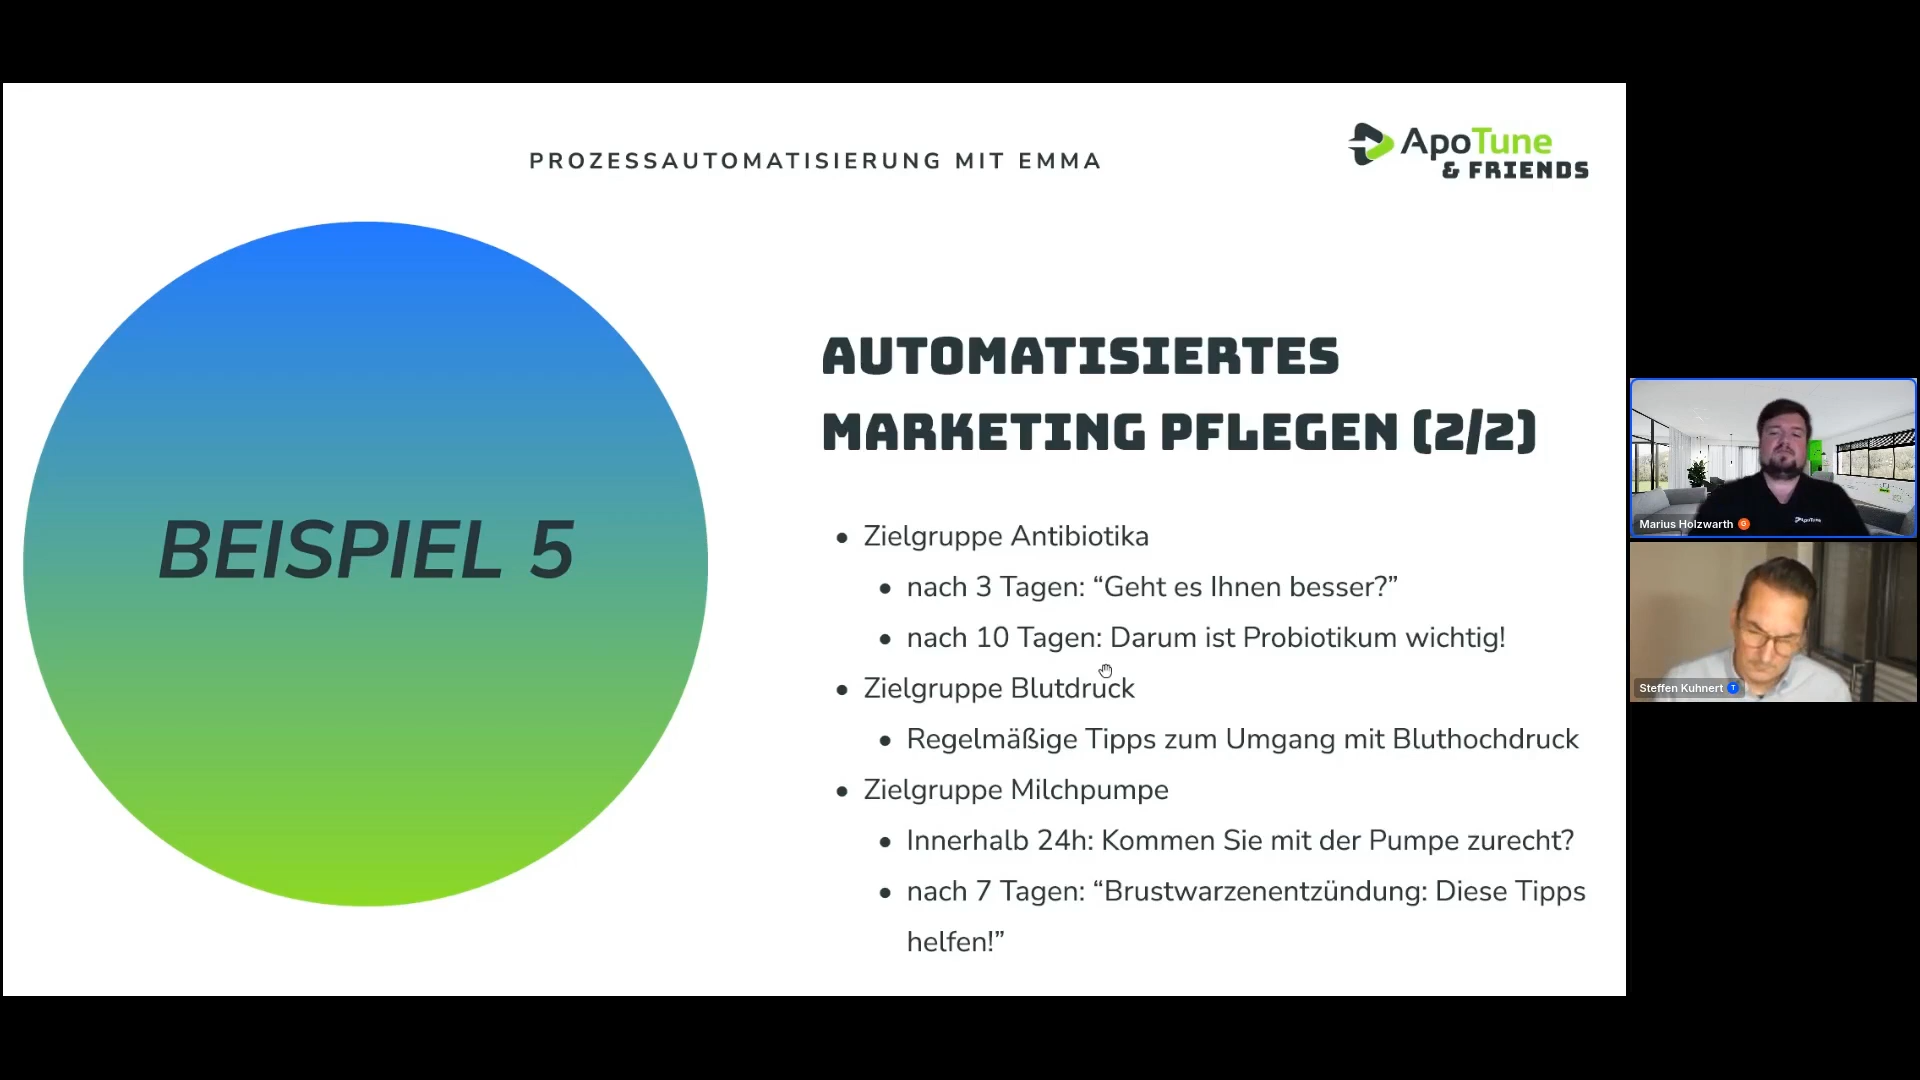 PROZESSAUTOMATISIERUNG MIT EMMA
ApoTune
& FRIENDS
BEISPIEL 5
AUTOMATISIERTES
MARKETING PFLEGEN (2/2)
• Zielgruppe Antibiotika
• nach 3 Tagen: “Geht es Ihnen besser?”
• nach 10 Tagen: Darum ist Probiotikum wichtig!
• Zielgruppe Blutdruck
• Regelmäßige Tipps zum Umgang mit Bluthochdruck
• Zielgruppe Milchpumpe
• Innerhalb 24h: Kommen Sie mit der Pumpe zurecht?
• nach 7 Tagen: “Brustwarzenentzündung: Diese Tipps
helfen!”
ApoTune
Marius Holzwarth G
Steffen Kuhnert T